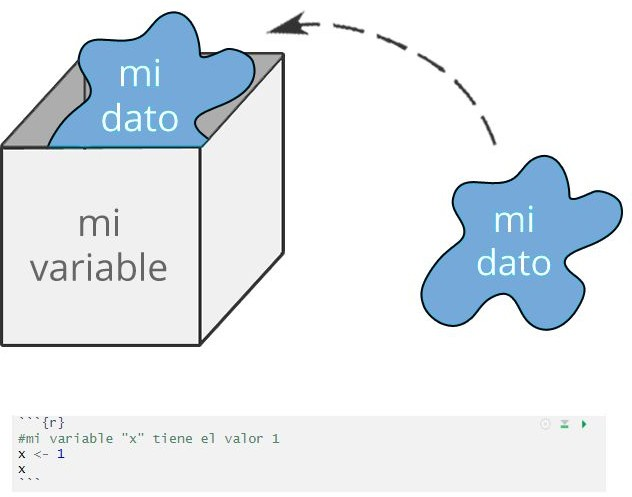 mi
dato
mi
variable
mi
dato
```{r}
#mi variable "x" tiene el valor 1
x <- 1
x
```